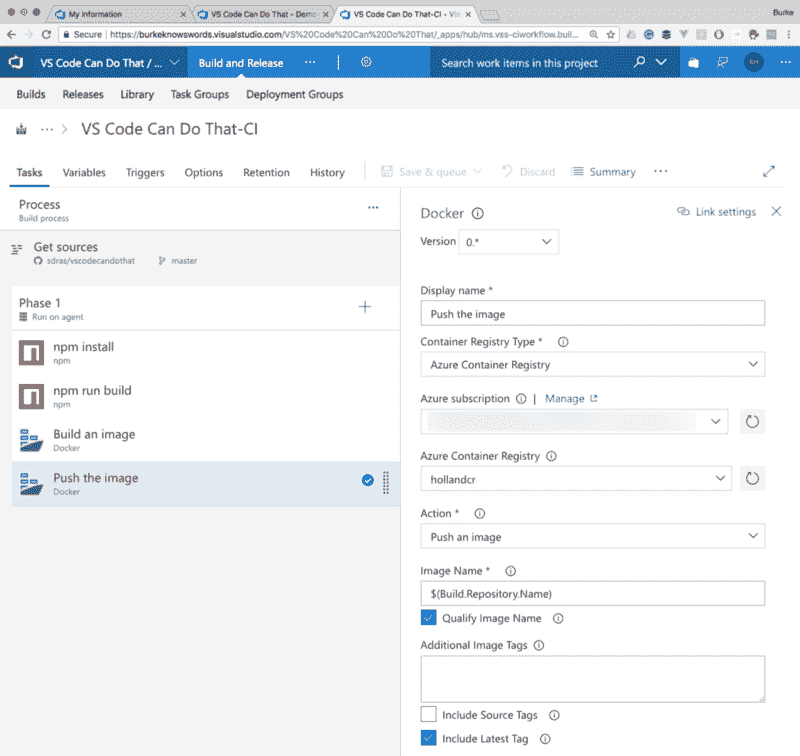 My Information
VS Code Can Do That - Demo
VS Code Can Do That-CI - Vis
Burke
Secure https://burkeknowswords.visualstudio.com/VS%20Code%20Can%20Do%20That/_apps/hub/ms.vss-ciworkflow.buil...
VS Code Can Do That / ... Build and Release ... Search work items in this project BH ...
Builds Releases Library Task Groups Deployment Groups
... > VS Code Can Do That-CI
Tasks Variables Triggers Options Retention History Save & queue Discard Summary ...
Process ...
Build process
Get sources
sdras/vscodecandothat master
Phase 1
Run on agent
npm install
npm
npm run build
npm
Build an image
Docker
Push the image
Docker
Docker Link settings
Version 0.*
Display name *
Push the image
Container Registry Type *
Azure Container Registry
Azure subscription | Manage
Azure Container Registry
hollandcr
Action *
Push an image
Image Name *
$(Build.Repository.Name)
Qualify Image Name
Additional Image Tags
Include Source Tags
Include Latest Tag